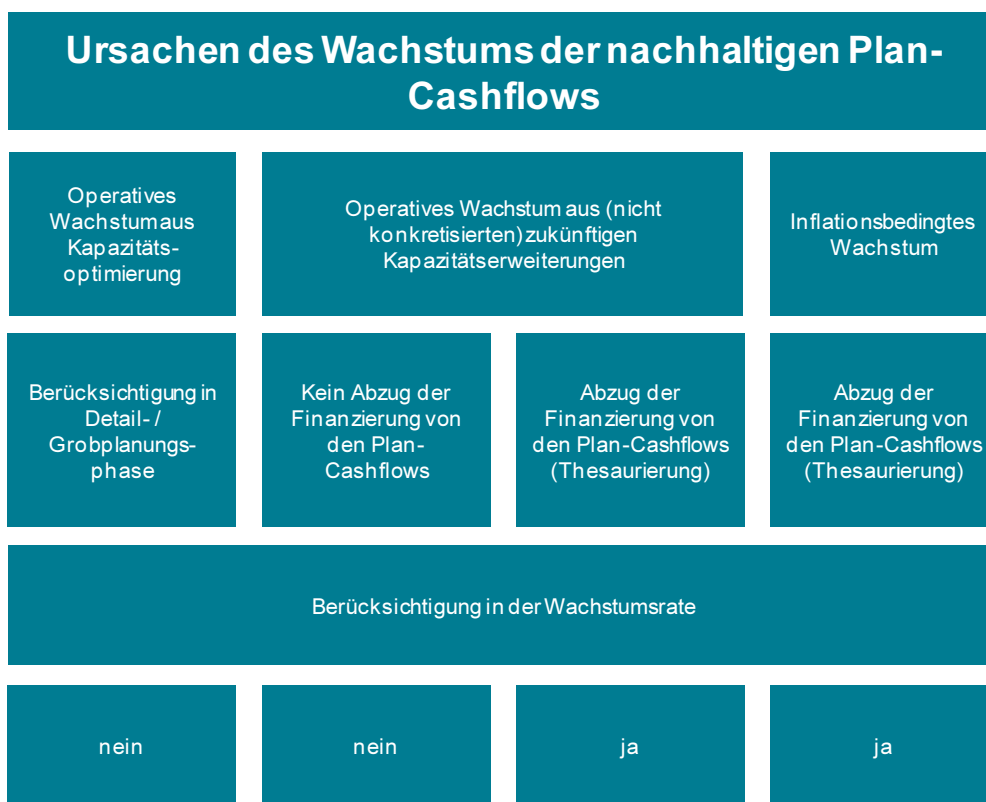 Ursachen des Wachstums der nachhaltigen Plan-
Cashflows
Operatives
Wachstum aus
Kapazitäts-
optimierung
Operatives Wachstum aus (nicht
konkretisierten) zukünftigen
Kapazitätserweiterungen
Inflationsbedingtes
Wachstum
Berücksichtigung in
Detail- /
Grobplanungs-
phase
Kein Abzug der
Finanzierung von
den Plan-
Cashflows
Abzug der
Finanzierung von
den Plan-Cashflows
(Thesaurierung)
Abzug der
Finanzierung von
den Plan-Cashflows
(Thesaurierung)
Berücksichtigung in der Wachstumsrate
nein
nein
ja
ja